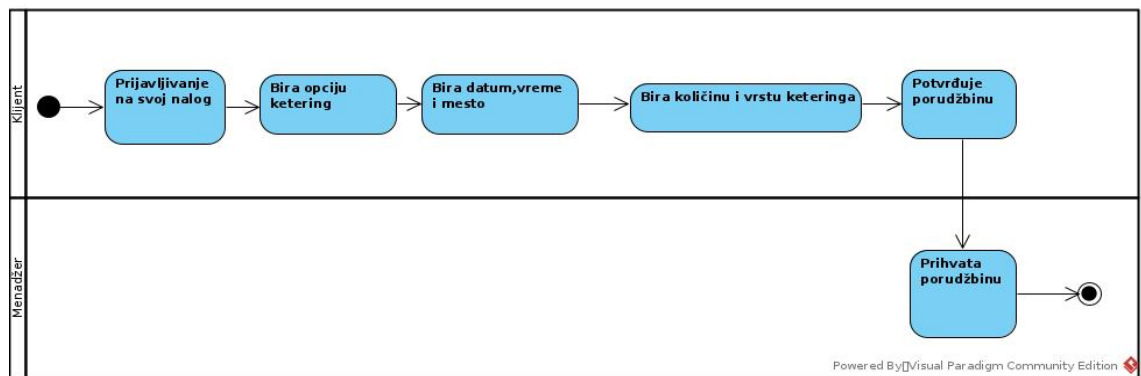 Klijent
Prijavljivanje
na svoj nalog
Bira opciju
ketering
Bira datum,vreme
i mesto
Bira količinu i vrstu keteringa
Potvrđuje
porudžbinu
Menadžer
Prihvata
porudžbinu
Powered By▯Visual Paradigm Community Edition